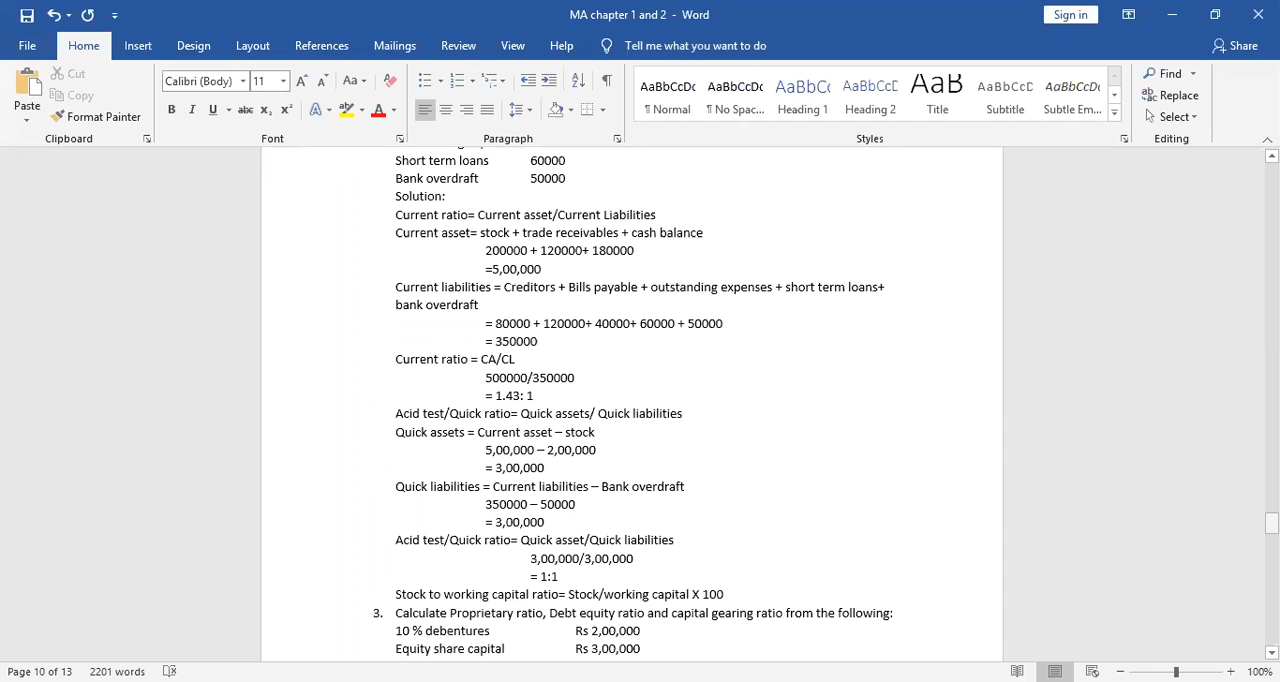 MA chapter 1 and 2 - Word
Sign in
File Home Insert Design Layout References Mailings Review View Help Tell me what you want to do Share
Paste
Cut
Copy
Format Painter
Clipboard
Calibri (Body) 11
Font
Paragraph
AaBbCcDc AaBbCcDc AaBbCc AaBbCcD AaB AaBbCcD AaBbCcDc
¶ Normal ¶ No Spac... Heading 1 Heading 2 Title Subtitle Subtle Em...
Styles
Find
Replace
Select
Editing
Short term loans 60000
Bank overdraft 50000
Solution:
Current ratio= Current asset/Current Liabilities
Current asset= stock + trade receivables + cash balance
200000 + 120000+ 180000
=5,00,000
Current liabilities = Creditors + Bills payable + outstanding expenses + short term loans+
bank overdraft
= 80000 + 120000+ 40000+ 60000 + 50000
= 350000
Current ratio = CA/CL
500000/350000
= 1.43: 1
Acid test/Quick ratio= Quick assets/ Quick liabilities
Quick assets = Current asset – stock
5,00,000 – 2,00,000
= 3,00,000
Quick liabilities = Current liabilities – Bank overdraft
350000 – 50000
= 3,00,000
Acid test/Quick ratio= Quick asset/Quick liabilities
3,00,000/3,00,000
= 1:1
Stock to working capital ratio= Stock/working capital X 100
3. Calculate Proprietary ratio, Debt equity ratio and capital gearing ratio from the following:
10 % debentures Rs 2,00,000
Equity share capital Rs 3,00,000
Page 10 of 13 2201 words 100%